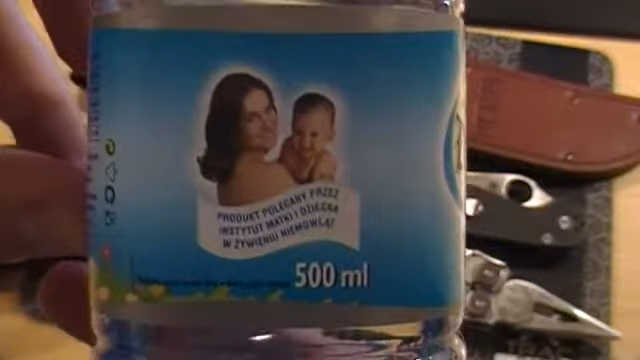 PRODUKT POLECANY PRZEZ
INSTYTUT MATKI I DZIECKA
W ŻYWIENIU NIEMOWLĄT
500 ml